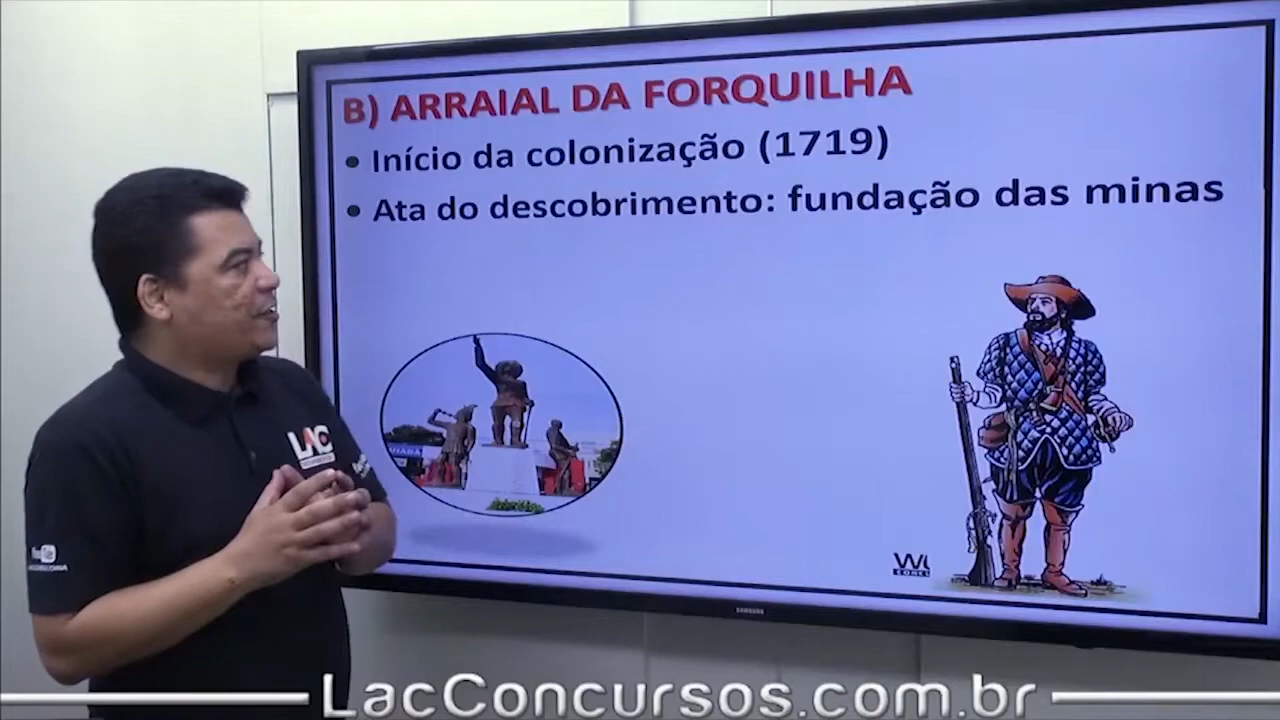 B) ARRAIAL DA FORQUILHA
• Início da colonização (1719)
• Ata do descobrimento: fundação das minas
LAC
SAMSUNG
LacConcursos.com.br